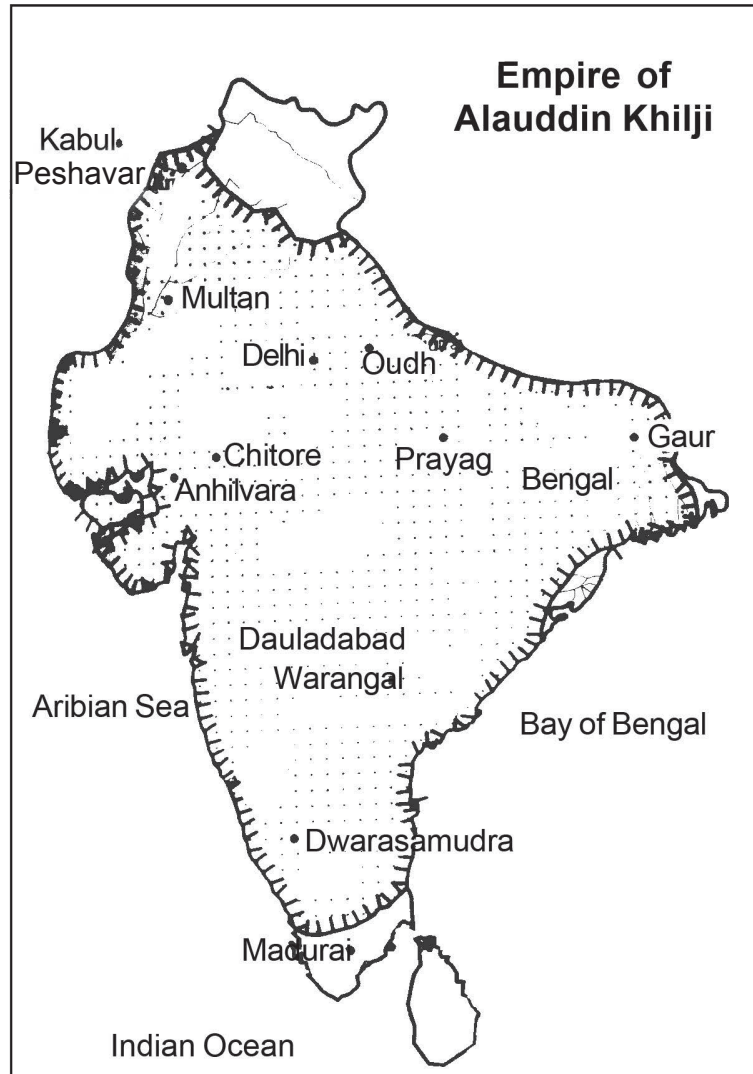 Empire of
Alauddin Khilji
Kabul
Peshavar
Multan
Delhi
Oudh
Chitore
Prayag
Gaur
Anhilvara
Bengal
Dauladabad
Warangal
Aribian Sea
Bay of Bengal
Dwarasamudra
Madurai
Indian Ocean